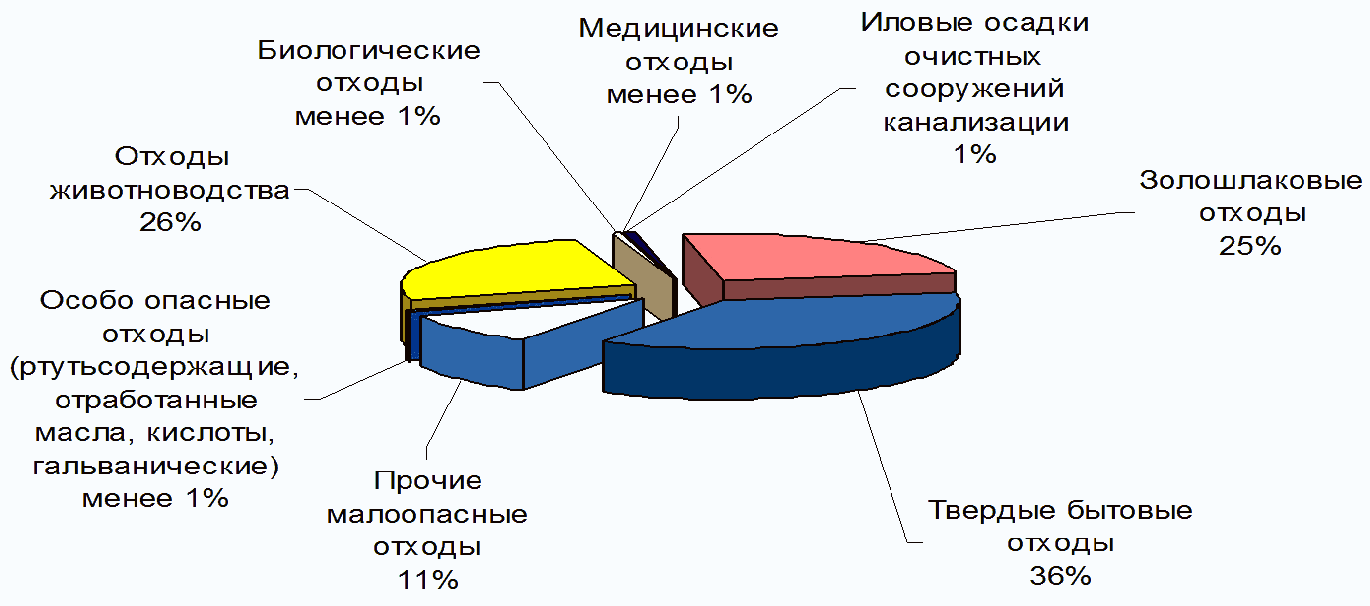 Биологические
отходы
менее 1%
Медицинские
отходы
менее 1%
Иловые осадки
очистных
сооружений
канализации
1%
Отходы
животноводства
26%
Золошлаковые
отходы
25%
Особо опасные
отходы
(ртутьсодержащие,
отработанные
масла, кислоты,
гальванические)
менее 1%
Прочие
малоопасные
отходы
11%
Твердые бытовые
отходы
36%